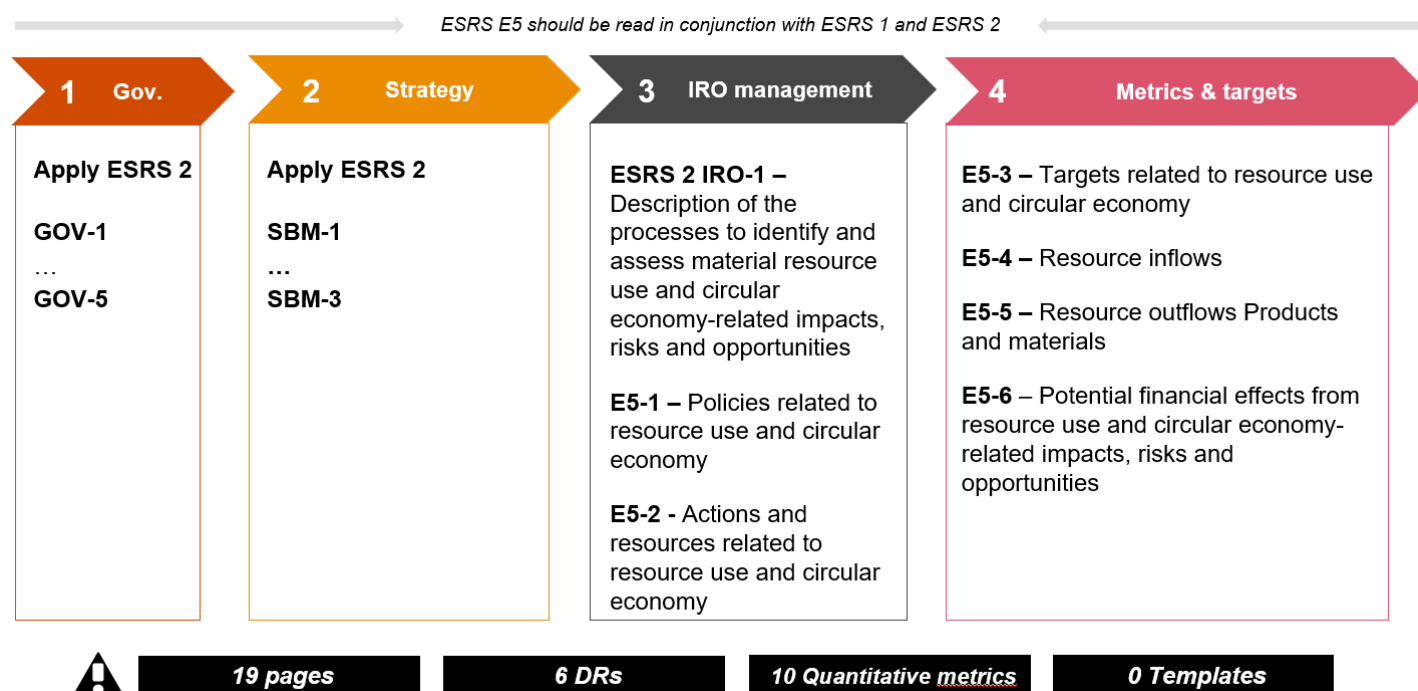 ESRS E5 should be read in conjunction with ESRS 1 and ESRS 2
1 Gov.
Apply ESRS 2
GOV-1
...
GOV-5
2 Strategy
Apply ESRS 2
SBM-1
...
SBM-3
3 IRO management
ESRS 2 IRO-1 –
Description of the
processes to identify and
assess material resource
use and circular
economy-related impacts,
risks and opportunities
E5-1 – Policies related to
resource use and circular
economy
E5-2 - Actions and
resources related to
resource use and circular
economy
4 Metrics & targets
E5-3 – Targets related to resource use
and circular economy
E5-4 – Resource inflows
E5-5 – Resource outflows Products
and materials
E5-6 – Potential financial effects from
resource use and circular economy-
related impacts, risks and
opportunities
19 pages
6 DRs
10 Quantitative metrics
0 Templates